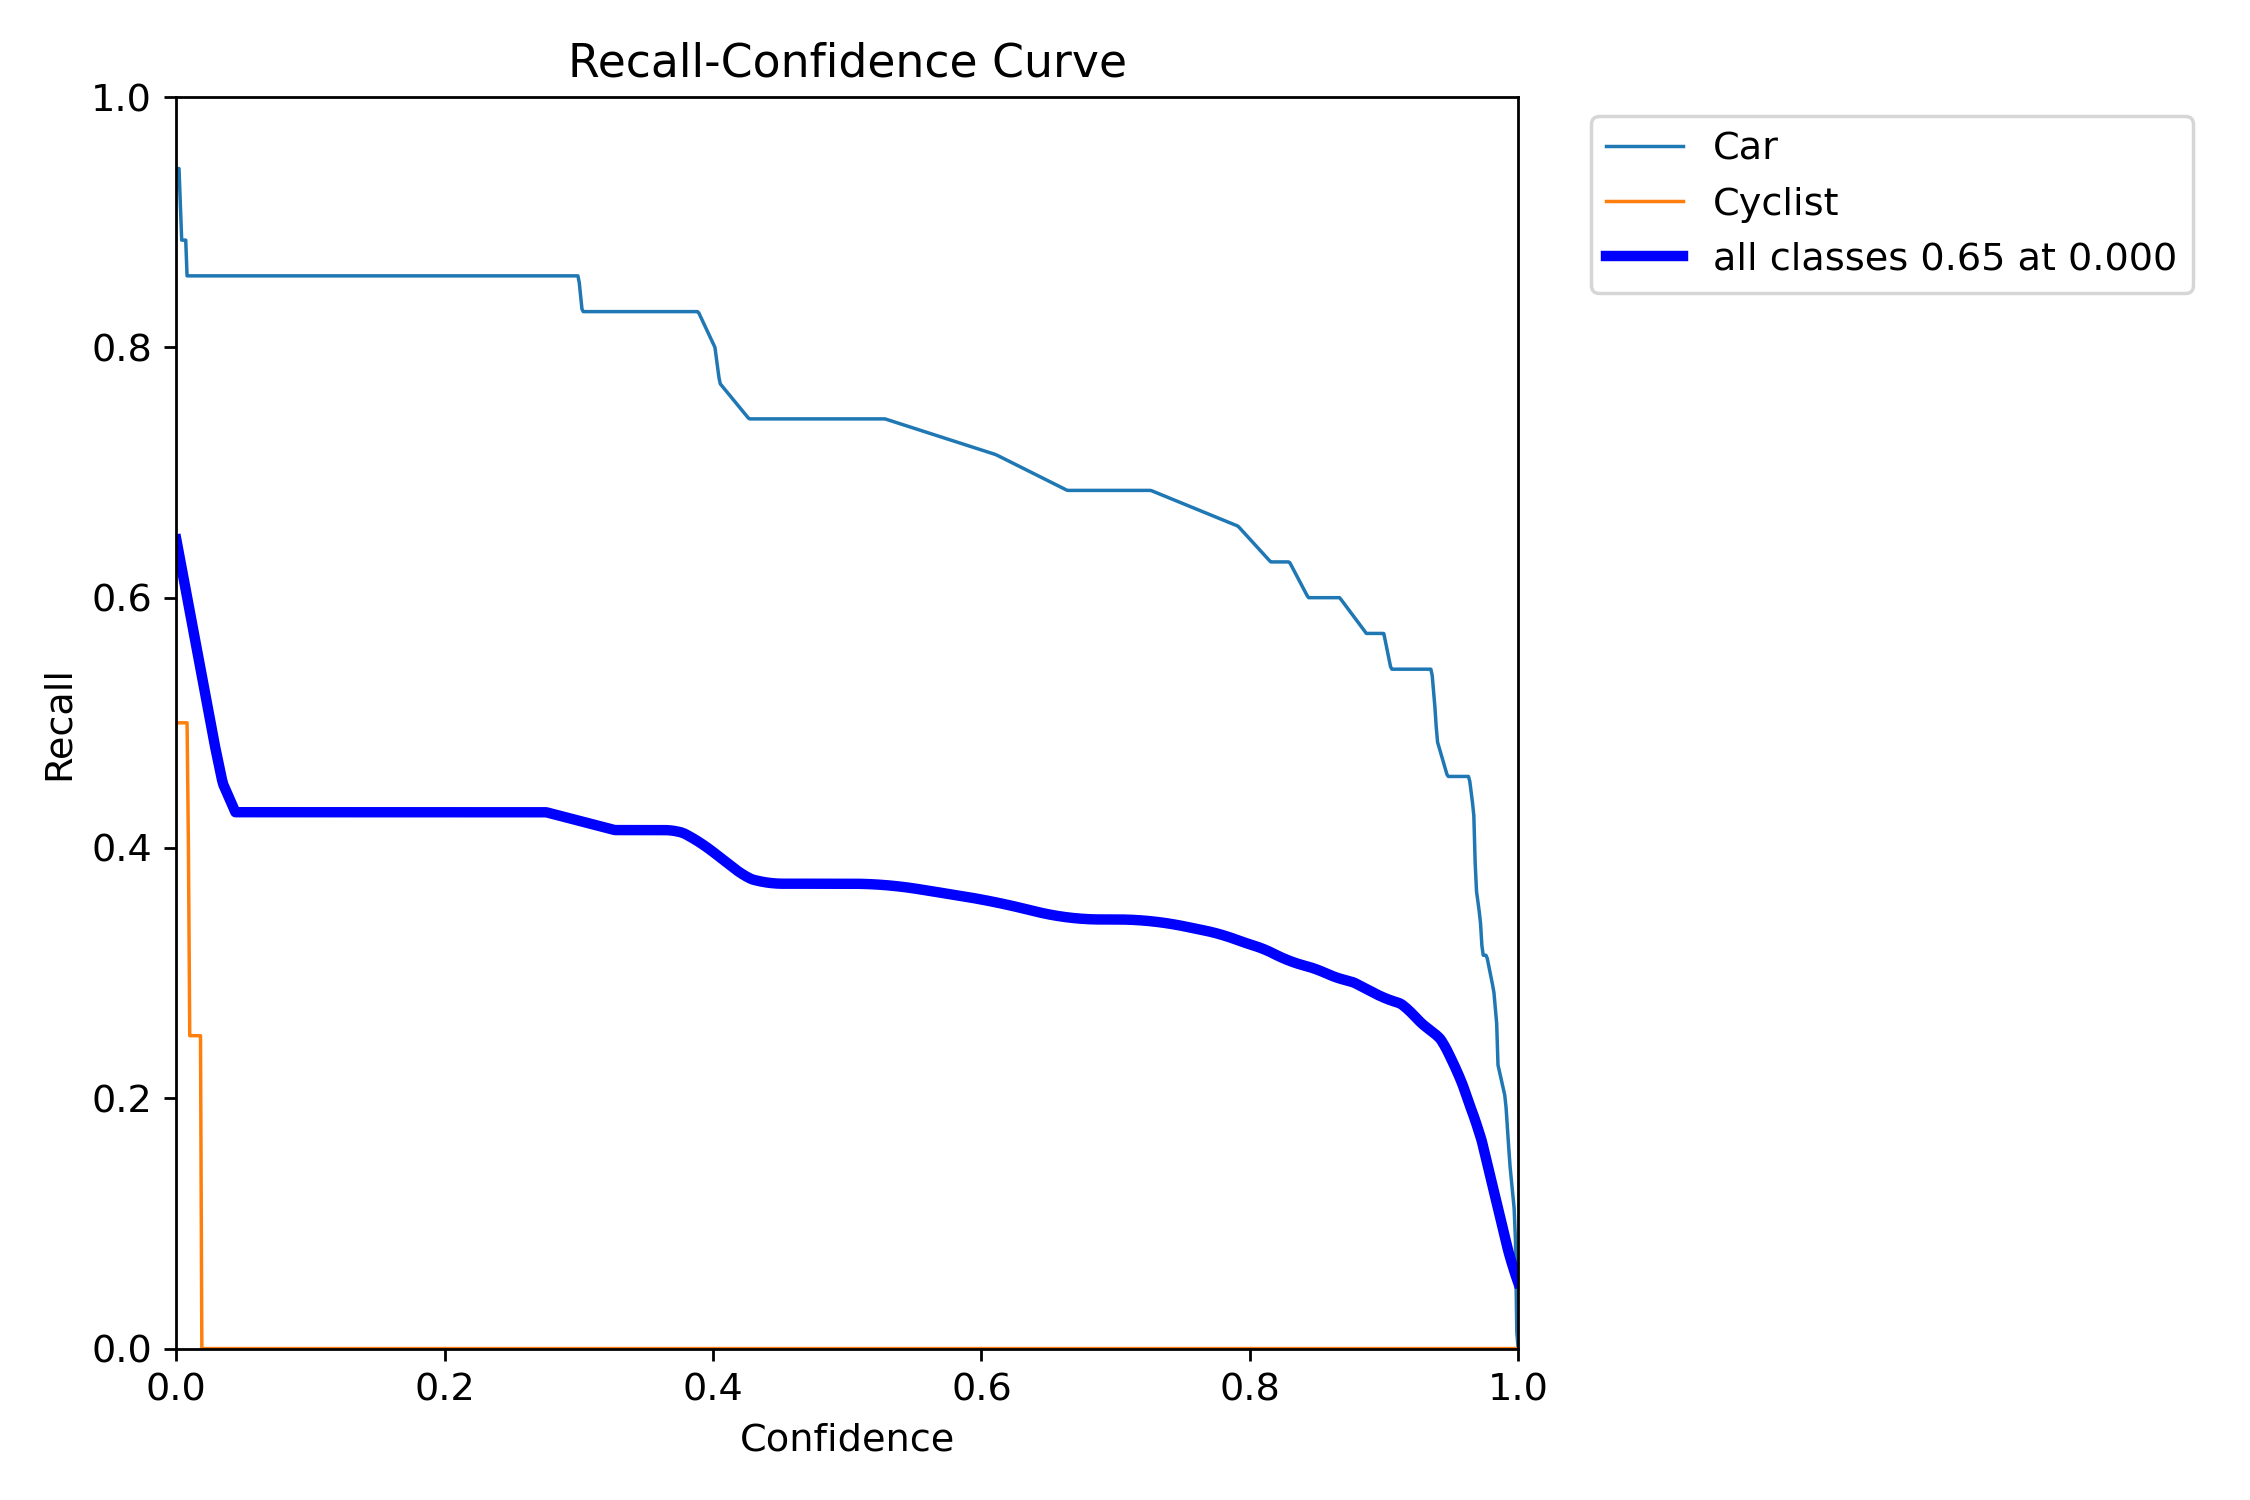 Recall-Confidence Curve
1.0
0.8
0.6
0.4
0.2
0.0
Recall
0.0 0.2 0.4 0.6 0.8 1.0
Confidence
Car
Cyclist
all classes 0.65 at 0.000